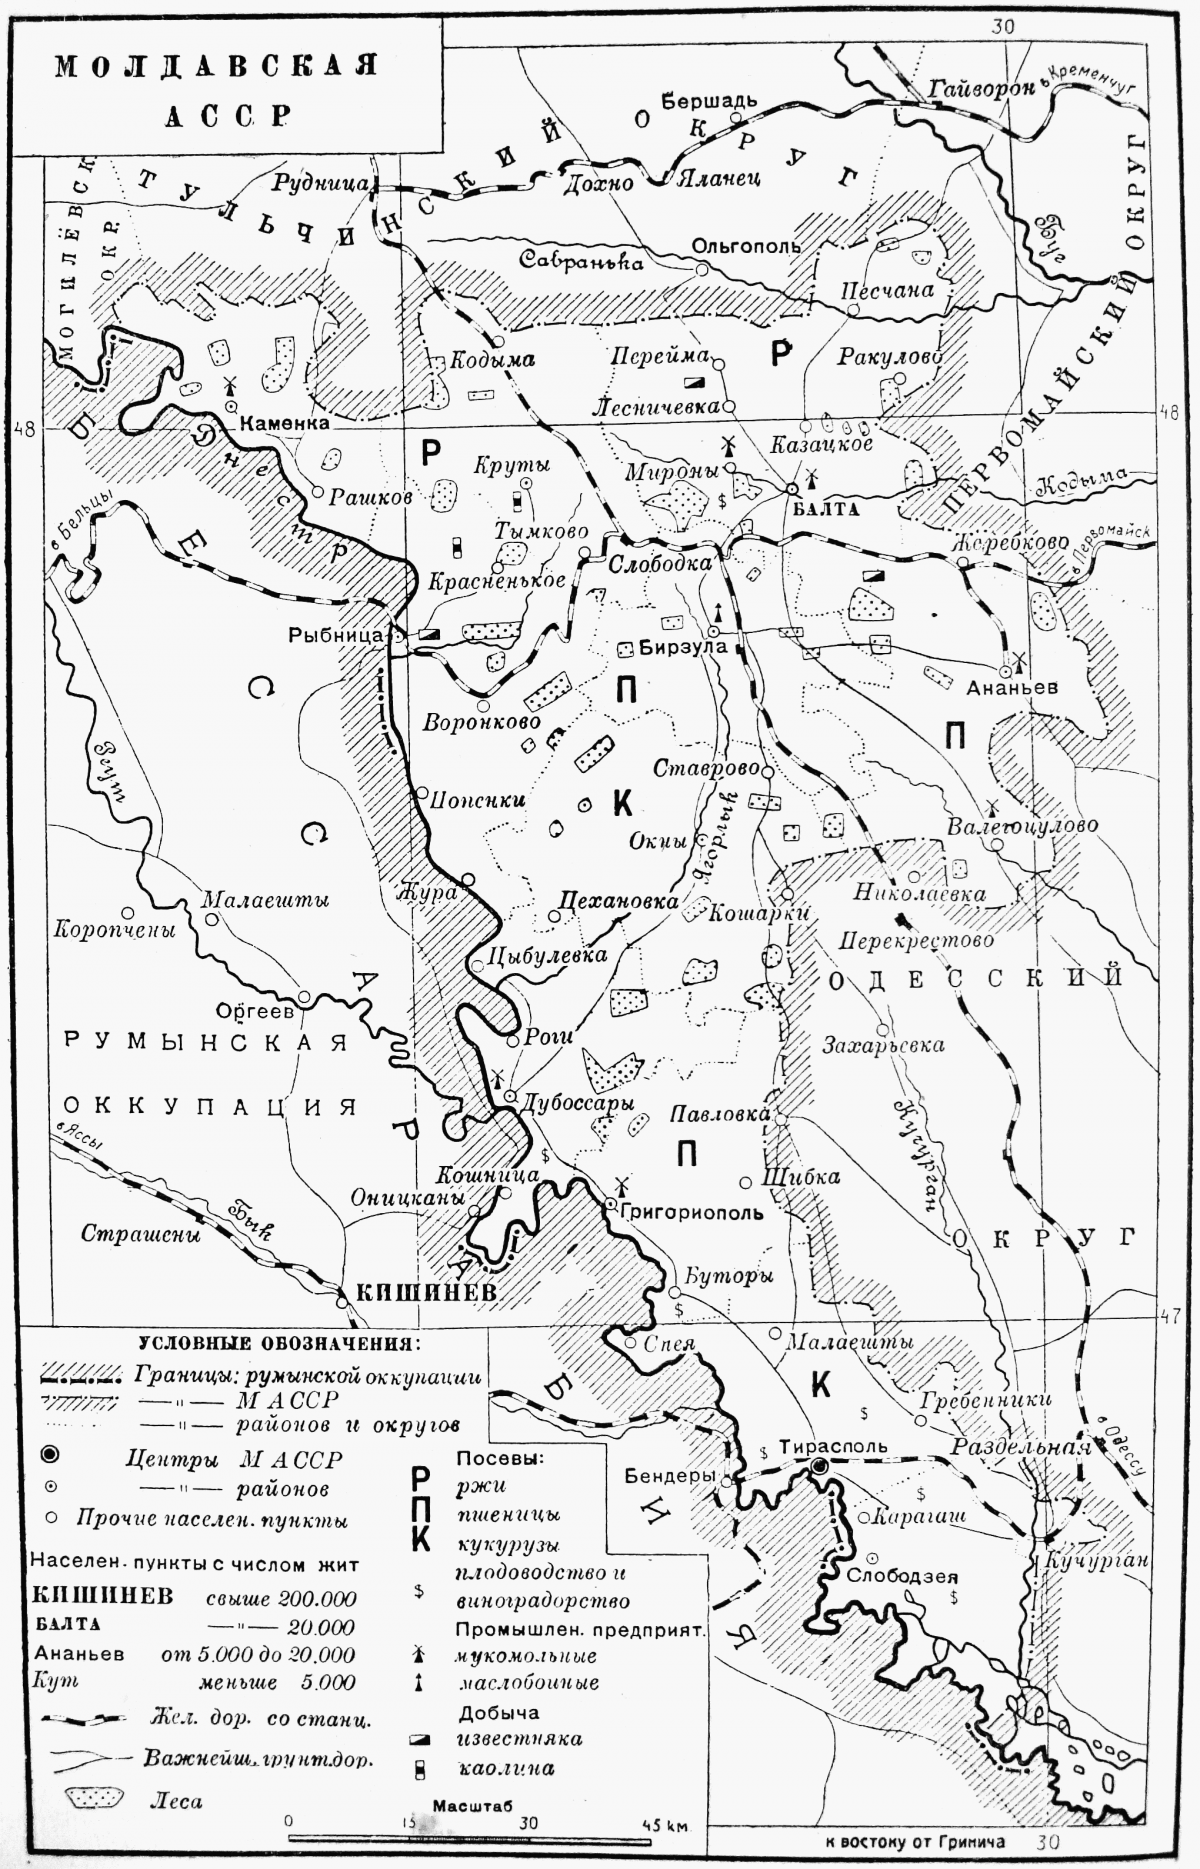 МОЛДАВСКАЯ
АССР
30
Гайворон
в Кременчуг
Бершадь
ОКРУГ
ТУЛЬЧИНСКИЙ
Рудница
Дохно
Яланец
МОГИЛЁВСК
ОКР.
Буг
ОКРУГ
Ольгополь
Савранька
Песчана
ПЕРВОМАЙСКИЙ
Кодыма
Перейма
Р
Ракулово
Лесничевка
48
Каменка
48
Днестр
Казацкое
Р
Круты
Мироны
Кодыма
Рашков
БАЛТА
в Бельцы
Тымково
Слободка
Жеребково
в Первомайск
Красненькое
Рыбница
Бирзула
Ананьев
П
Воронково
П
Ставрово
Реут
Попенки
К
Окны
Ягорлык
Валегоцулово
Жура
Николаевка
Малаешты
Коропчены
Цехановка
Кошарки
Перекрестово
Цыбулевка
ОДЕССКИЙ
Оргеев
РУМЫНСКАЯ
Роги
Захарьевка
ОККУПАЦИЯ
Дубоссары
Павловка
Кучурган
в Яссы
П
Кошница
Шибка
Оницканы
Бык
Григориополь
Страшены
ОКРУГ
БЕССАРАБИЯ
КИШИНЕВ
Буторы
47
Спея
Малаешты
К
Гребенники
Тирасполь
Раздельная
в Одессу
Бендеры
Карагаш
Кучурган
Слободзея
УСЛОВНЫЕ ОБОЗНАЧЕНИЯ:
Границы: румынской оккупации
—"— МАССР
—"— районов и округов
Центры МАССР
—"— районов
Прочие населен. пункты
Населен. пункты с числом жит
КИШИНЕВ свыше 200.000
БАЛТА —"— 20.000
Ананьев от 5.000 до 20.000
Кут меньше 5.000
Жел. дор. со станц.
Важнейш. грунт. дор.
Леса
Посевы:
Р ржи
П пшеницы
К кукурузы
плодоводство и
$ виноградорство
Промышлен. предприят.
мукомольные
маслобойные
Добыча
известняка
каолина
Масштаб
0 15 30 45 км
к востоку от Гринича 30